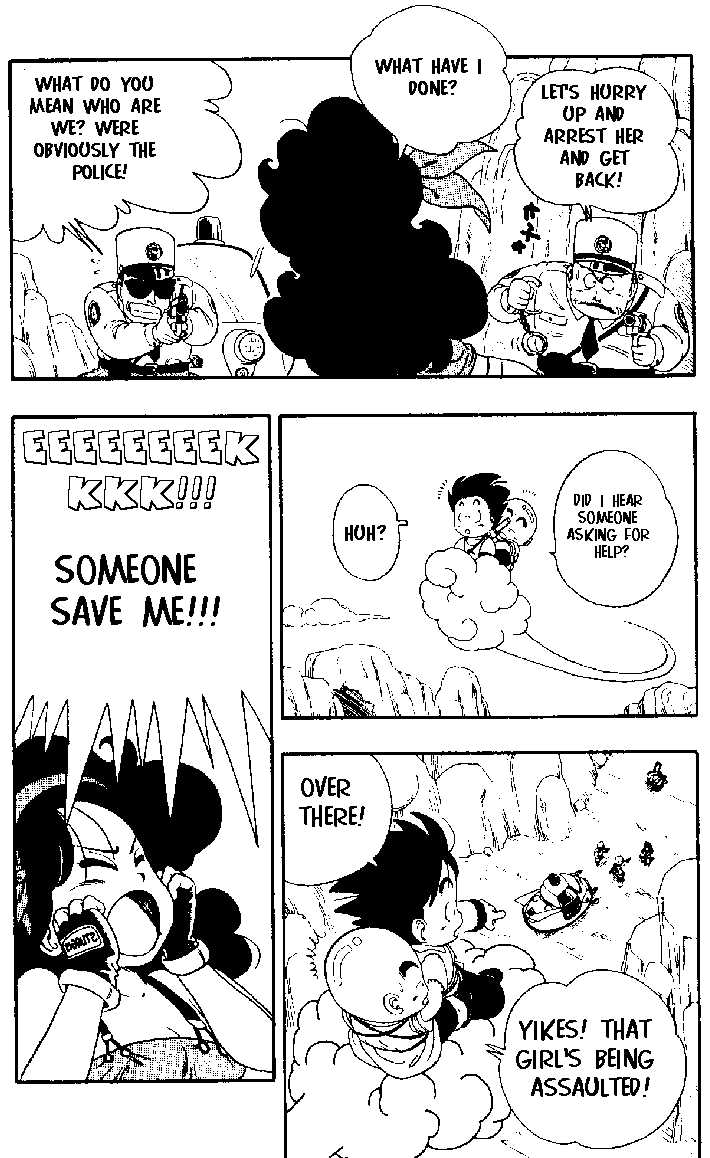 WHAT DO YOU
MEAN WHO ARE
WE? WERE
OBVIOUSLY THE
POLICE!
WHAT HAVE I
DONE?
LET'S HURRY
UP AND
ARREST HER
AND GET
BACK!
EEEEEEEEK
KKK!!!
SOMEONE
SAVE ME!!!
HUH?
DID I HEAR
SOMEONE
ASKING FOR
HELP?
OVER
THERE!
YIKES! THAT
GIRL'S BEING
ASSAULTED!